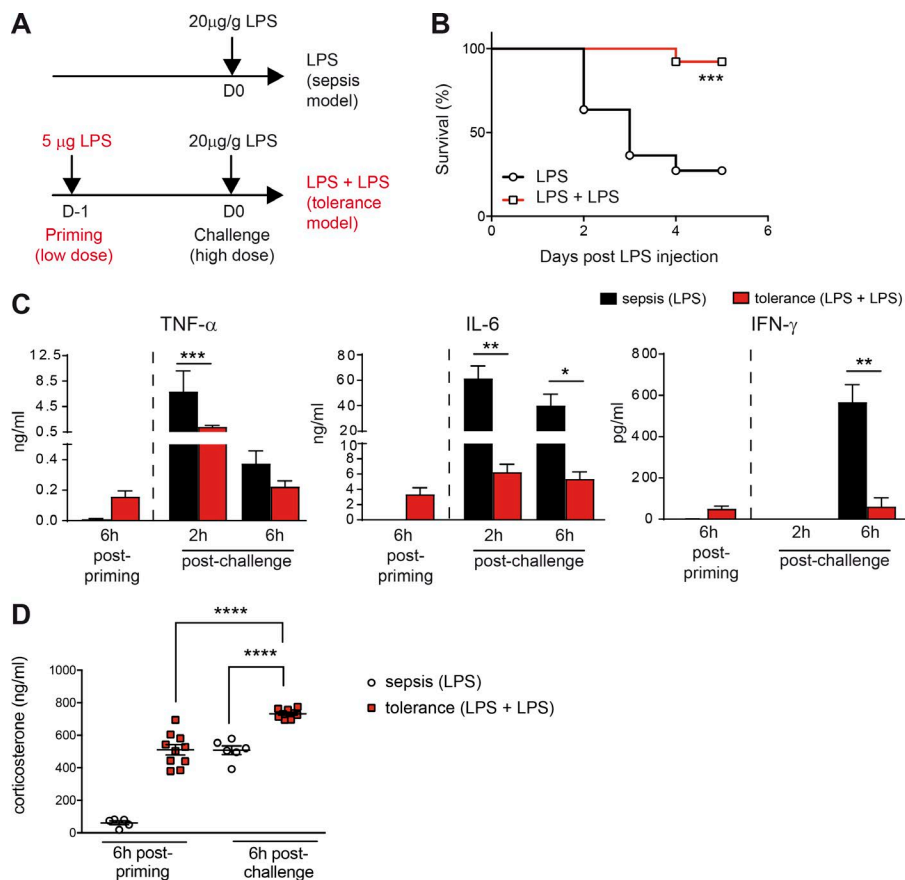 A
20μg/g LPS
D0
LPS
(sepsis
model)
5 μg LPS
20μg/g LPS
D-1
D0
Priming
(low dose)
Challenge
(high dose)
LPS + LPS
(tolerance
model)
B
Survival (%)
100
50
0
0 2 4 6
Days post LPS injection
LPS
LPS + LPS
***
C
sepsis (LPS)
tolerance (LPS + LPS)
TNF-α
ng/ml
12.5
8.5
4.5
0.5
0.4
0.2
0.0
***
6h 2h 6h
post-
priming
post-challenge
IL-6
ng/ml
80
60
40
20
10
8
6
4
2
0
**
*
6h 2h 6h
post-
priming
post-challenge
IFN-γ
pg/ml
800
600
400
200
0
**
6h 2h 6h
post-
priming
post-challenge
D
corticosterone (ng/ml)
1000
800
600
400
200
0
****
****
sepsis (LPS)
tolerance (LPS + LPS)
6h post-
priming
6h post-
challenge